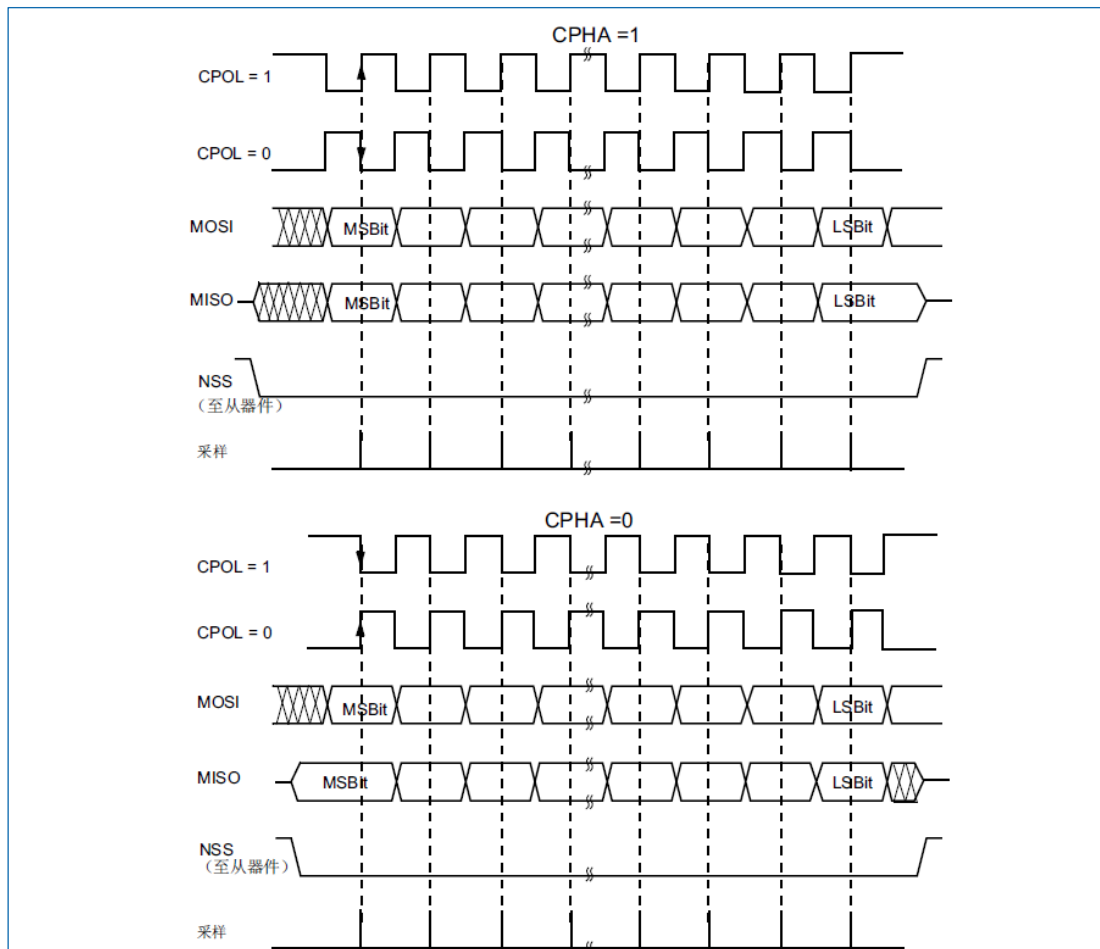 CPHA =1
CPOL = 1
CPOL = 0
MOSI MSBit LSBit
MISO MSBit LSBit
NSS
（至从器件）
采样
CPHA =0
CPOL = 1
CPOL = 0
MOSI MSBit LSBit
MISO MSBit LSBit
NSS
（至从器件）
采样